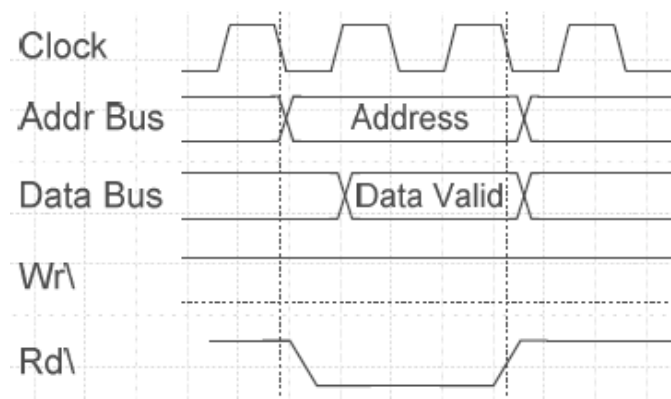 Clock
Addr Bus Address
Data Bus Data Valid
Wr\
Rd\